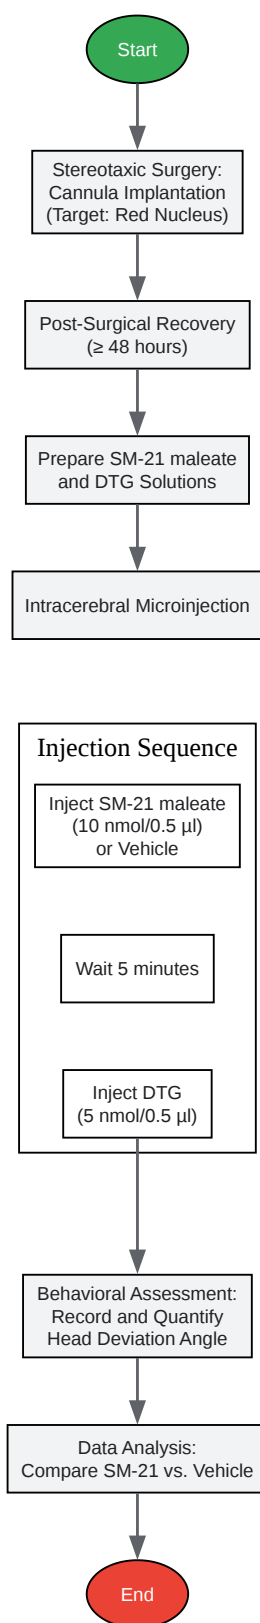 Start
Stereotaxic Surgery:
Cannula Implantation
(Target: Red Nucleus)
Post-Surgical Recovery
(≥ 48 hours)
Prepare SM-21 maleate
and DTG Solutions
Intracerebral Microinjection
Injection Sequence
Inject SM-21 maleate
(10 nmol/0.5 µl)
or Vehicle
Wait 5 minutes
Inject DTG
(5 nmol/0.5 µl)
Behavioral Assessment:
Record and Quantify
Head Deviation Angle
Data Analysis:
Compare SM-21 vs. Vehicle
End